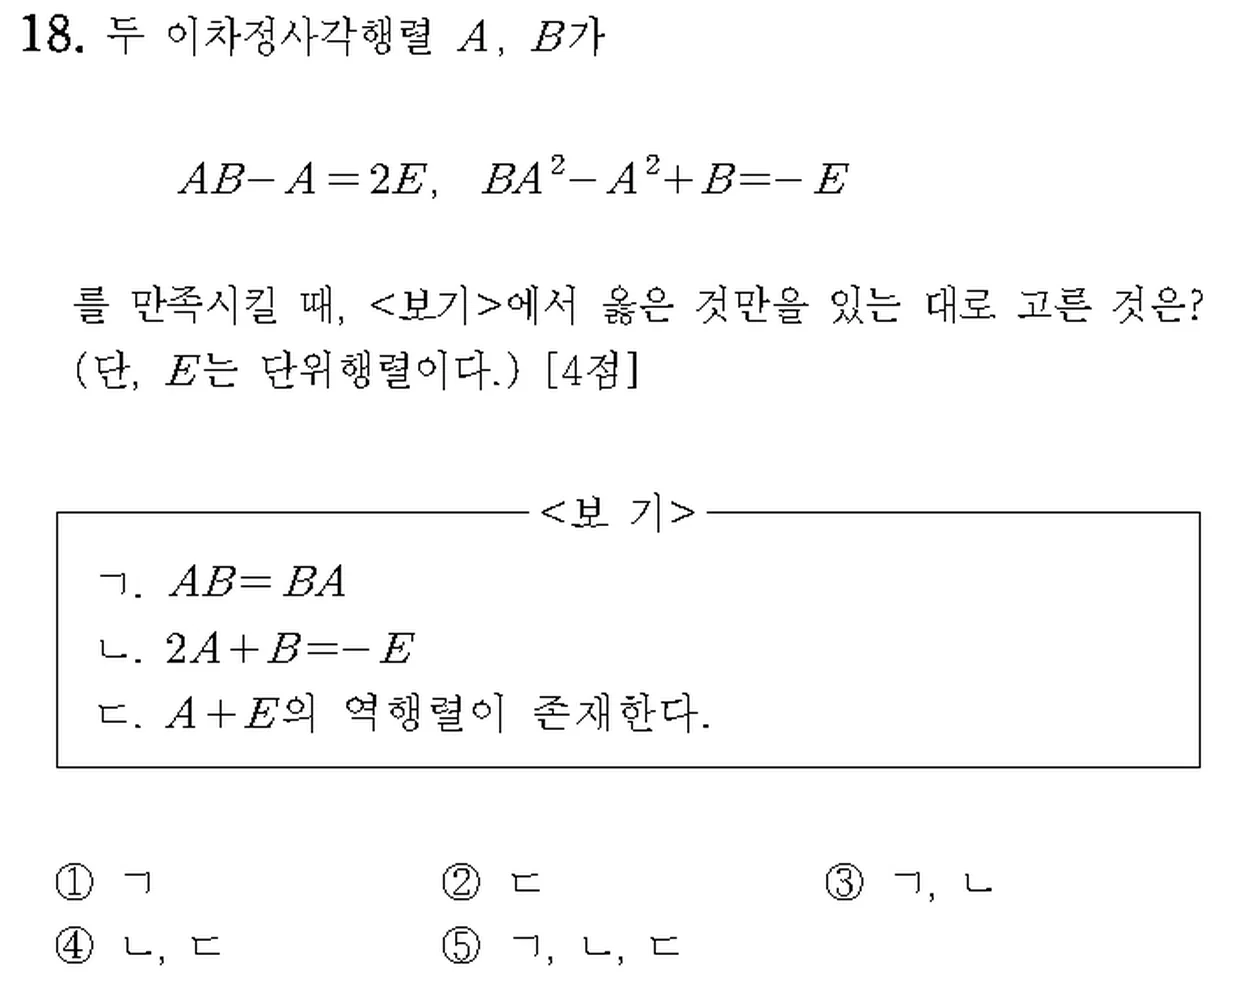 18. 두 이차정사각행렬 A, B가
AB-A=2E, BA²-A²+B=-E
를 만족시킬 때, <보기>에서 옳은 것만을 있는 대로 고른 것은?
(단, E는 단위행렬이다.) [4점]
<보 기>
ㄱ. AB=BA
ㄴ. 2A+B=-E
ㄷ. A+E의 역행렬이 존재한다.
① ㄱ ② ㄷ ③ ㄱ, ㄴ
④ ㄴ, ㄷ ⑤ ㄱ, ㄴ, ㄷ